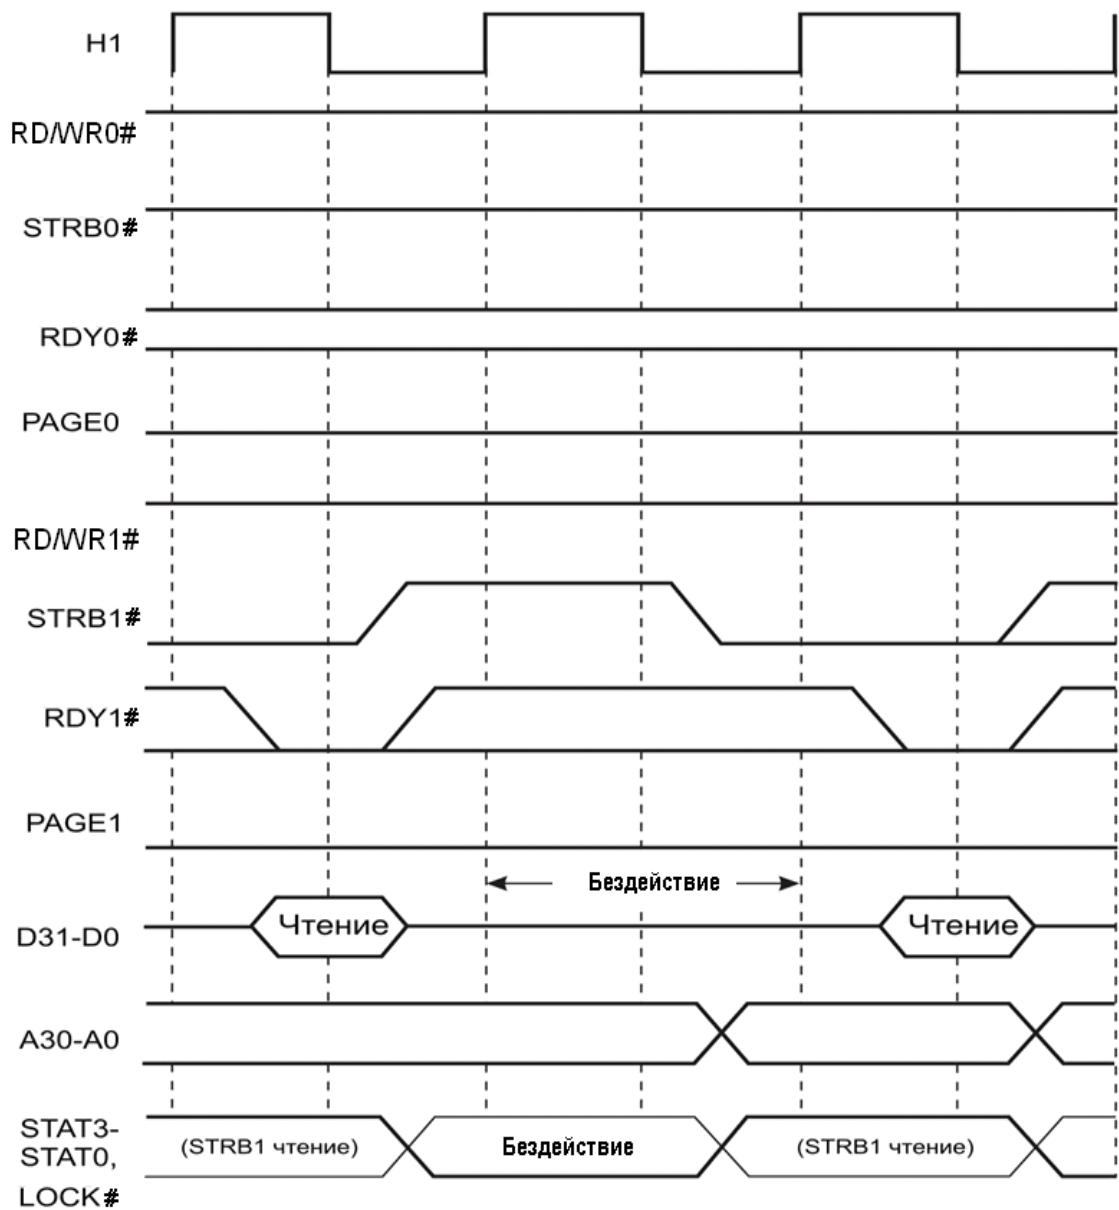 H1
RD/WR0#
STRB0#
RDY0#
PAGE0
RD/WR1#
STRB1#
RDY1#
PAGE1
Бездействие
D31-D0
Чтение
Чтение
A30-A0
STAT3-
STAT0,
LOCK#
(STRB1 чтение)
Бездействие
(STRB1 чтение)